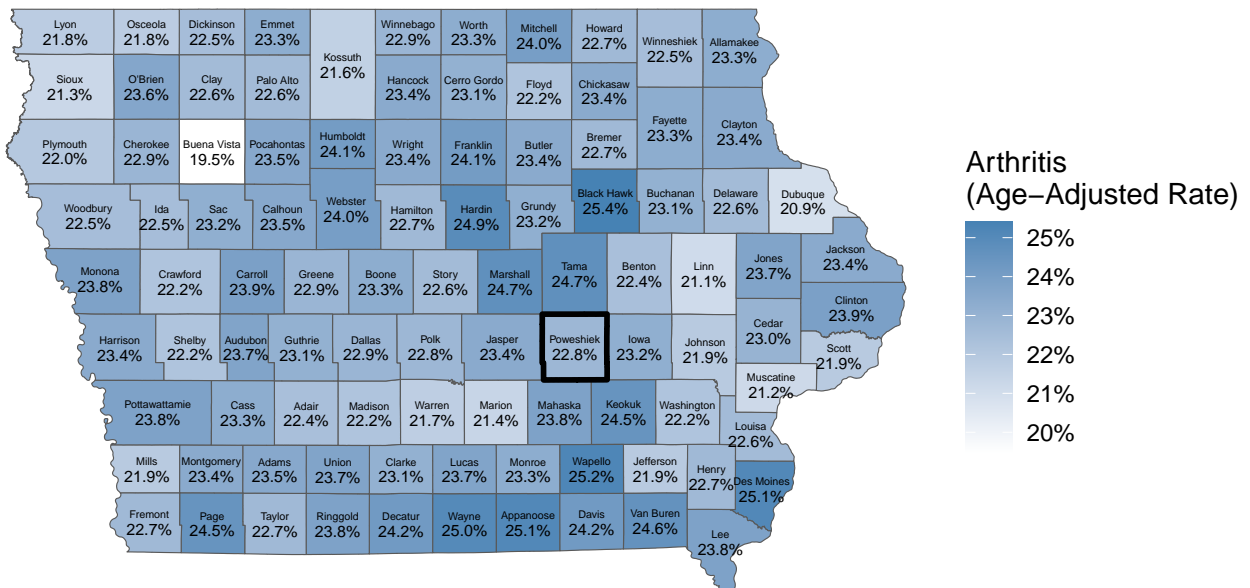 Lyon
21.8%
Osceola
21.8%
Dickinson
22.5%
Emmet
23.3%
Kossuth
21.6%
Winnebago
22.9%
Worth
23.3%
Mitchell
24.0%
Howard
22.7%
Winneshiek
22.5%
Allamakee
23.3%
Sioux
21.3%
O'Brien
23.6%
Clay
22.6%
Palo Alto
22.6%
Hancock
23.4%
Cerro Gordo
23.1%
Floyd
22.2%
Chickasaw
23.4%
Fayette
23.3%
Clayton
23.4%
Plymouth
22.0%
Cherokee
22.9%
Buena Vista
19.5%
Pocahontas
23.5%
Humboldt
24.1%
Wright
23.4%
Franklin
24.1%
Butler
23.4%
Bremer
22.7%
Woodbury
22.5%
Ida
22.5%
Sac
23.2%
Calhoun
23.5%
Webster
24.0%
Hamilton
22.7%
Hardin
24.9%
Grundy
23.2%
Black Hawk
25.4%
Buchanan
23.1%
Delaware
22.6%
Dubuque
20.9%
Monona
23.8%
Crawford
22.2%
Carroll
23.9%
Greene
22.9%
Boone
23.3%
Story
22.6%
Marshall
24.7%
Tama
24.7%
Benton
22.4%
Linn
21.1%
Jones
23.7%
Jackson
23.4%
Clinton
23.9%
Harrison
23.4%
Shelby
22.2%
Audubon
23.7%
Guthrie
23.1%
Dallas
22.9%
Polk
22.8%
Jasper
23.4%
Poweshiek
22.8%
Iowa
23.2%
Johnson
21.9%
Cedar
23.0%
Scott
21.9%
Muscatine
21.2%
Pottawattamie
23.8%
Cass
23.3%
Adair
22.4%
Madison
22.2%
Warren
21.7%
Marion
21.4%
Mahaska
23.8%
Keokuk
24.5%
Washington
22.2%
Louisa
22.6%
Mills
21.9%
Montgomery
23.4%
Adams
23.5%
Union
23.7%
Clarke
23.1%
Lucas
23.7%
Monroe
23.3%
Wapello
25.2%
Jefferson
21.9%
Henry
22.7%
Des Moines
25.1%
Fremont
22.7%
Page
24.5%
Taylor
22.7%
Ringgold
23.8%
Decatur
24.2%
Wayne
25.0%
Appanoose
25.1%
Davis
24.2%
Van Buren
24.6%
Lee
23.8%
Arthritis
(Age−Adjusted Rate)
25%
24%
23%
22%
21%
20%